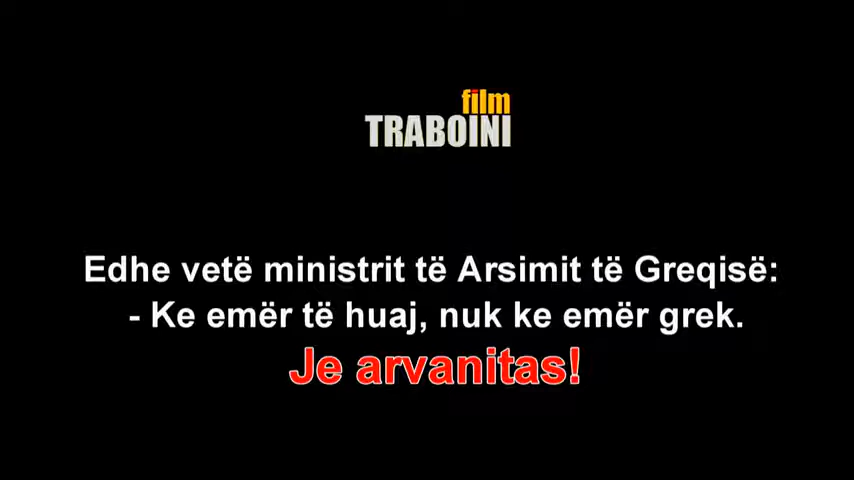 film
TRABOINI
Edhe vetë ministrit të Arsimit të Greqisë:
- Ke emër të huaj, nuk ke emër grek.
Je arvanitas!